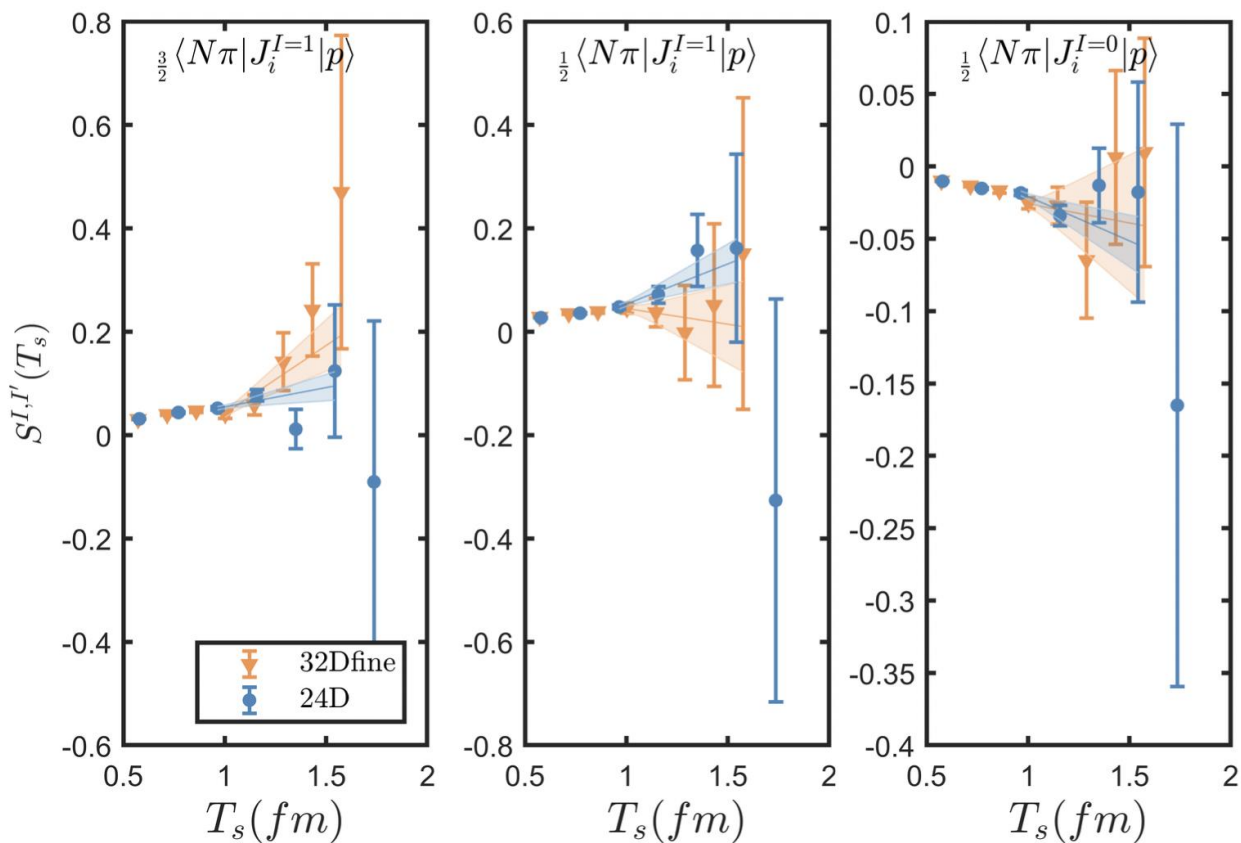 S^{I,I'}(T_s)
0.8
0.6
0.4
0.2
0
-0.2
-0.4
-0.6
0.5 1 1.5 2
T_s(fm)
_{\frac{3}{2}}⟨Nπ|J_i^{I=1}|p⟩
32Dfine
24D
0.6
0.4
0.2
0
-0.2
-0.4
-0.6
-0.8
0.5 1 1.5 2
T_s(fm)
_{\frac{1}{2}}⟨Nπ|J_i^{I=1}|p⟩
0.1
0.05
0
-0.05
-0.1
-0.15
-0.2
-0.25
-0.3
-0.35
-0.4
0.5 1 1.5 2
T_s(fm)
_{\frac{1}{2}}⟨Nπ|J_i^{I=0}|p⟩